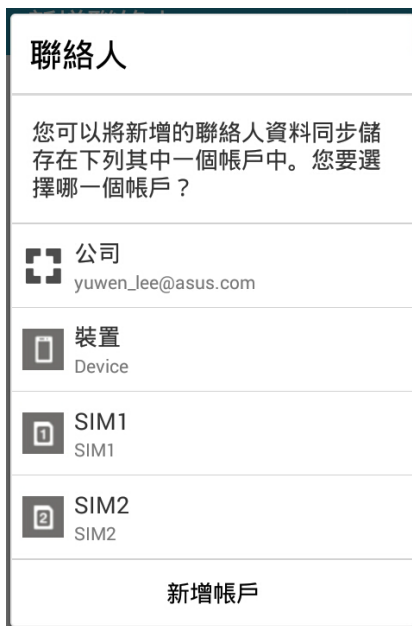 聯絡人
您可以將新增的聯絡人資料同步儲
存在下列其中一個帳戶中。您要選
擇哪一個帳戶？
公司
yuwen_lee@asus.com
裝置
Device
1
SIM1
SIM1
2
SIM2
SIM2
新增帳戶